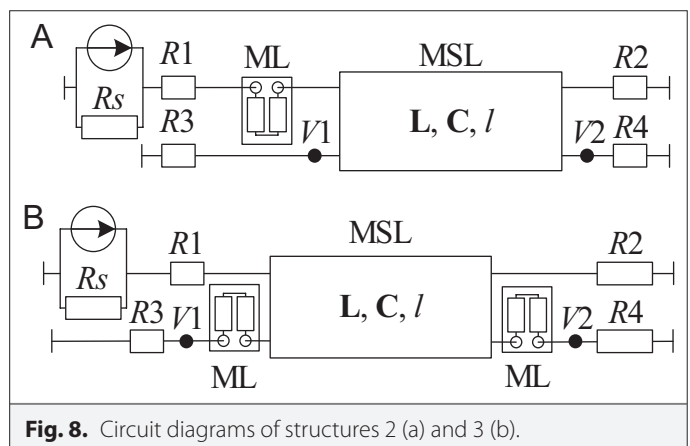 A
R1
ML
MSL
R2
Rs
L, C, l
R3
V1
V2
R4
B
MSL
R1
R2
Rs
L, C, l
R3
V1
V2
R4
ML
ML
Fig. 8. Circuit diagrams of structures 2 (a) and 3 (b).